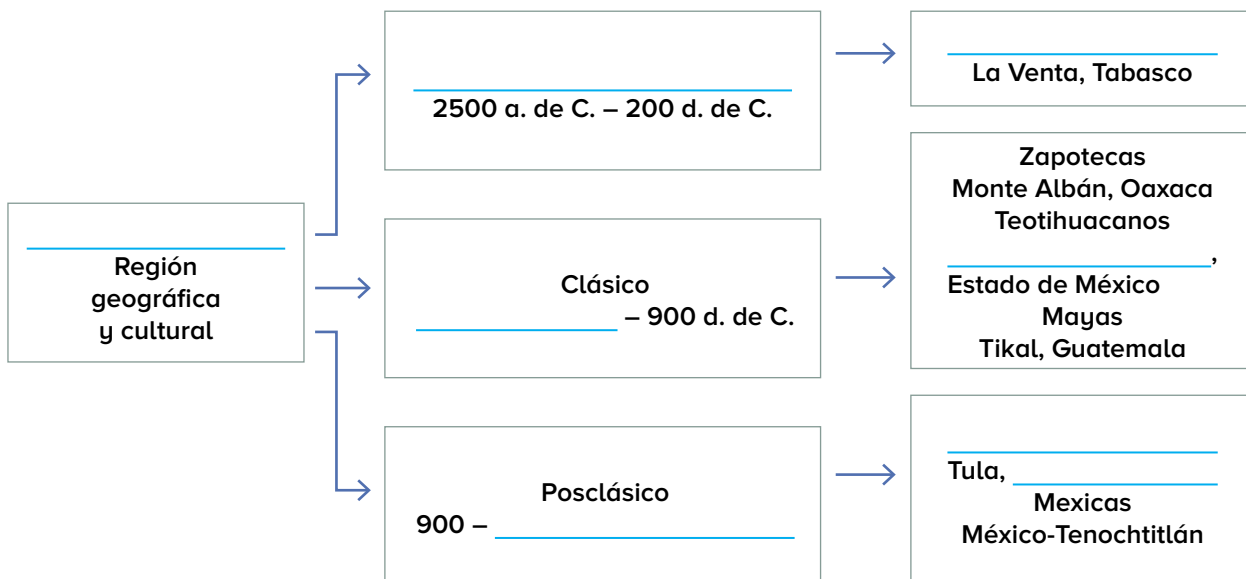 Región
geográfica
y cultural
2500 a. de C. – 200 d. de C.
La Venta, Tabasco
Clásico
– 900 d. de C.
Zapotecas
Monte Albán, Oaxaca
Teotihuacanos
,
Estado de México
Mayas
Tikal, Guatemala
Posclásico
900 –
Tula,
Mexicas
México-Tenochtitlán